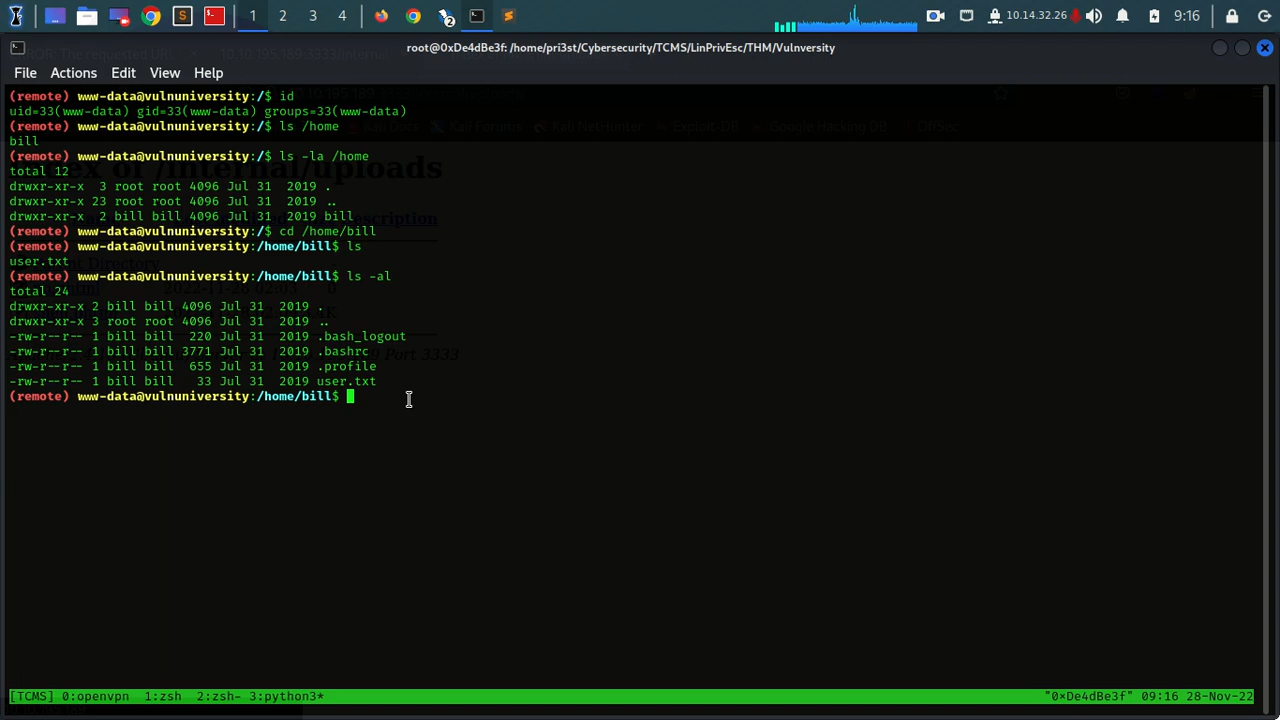 1 2 3 4 2 10.14.32.26 9:16
root@0xDe4dBe3f: /home/pri3st/Cybersecurity/TCMS/LinPrivEsc/THM/Vulnversity
File Actions Edit View Help
(remote) www-data@vulnuniversity:/$ id
uid=33(www-data) gid=33(www-data) groups=33(www-data)
(remote) www-data@vulnuniversity:/$ ls /home
bill
(remote) www-data@vulnuniversity:/$ ls -la /home
total 12
drwxr-xr-x  3 root root 4096 Jul 31  2019 .
drwxr-xr-x 23 root root 4096 Jul 31  2019 ..
drwxr-xr-x  2 bill bill 4096 Jul 31  2019 bill
(remote) www-data@vulnuniversity:/$ cd /home/bill
(remote) www-data@vulnuniversity:/home/bill$ ls
user.txt
(remote) www-data@vulnuniversity:/home/bill$ ls -al
total 24
drwxr-xr-x 2 bill bill 4096 Jul 31  2019 .
drwxr-xr-x 3 root root 4096 Jul 31  2019 ..
-rw-r--r-- 1 bill bill  220 Jul 31  2019 .bash_logout
-rw-r--r-- 1 bill bill 3771 Jul 31  2019 .bashrc
-rw-r--r-- 1 bill bill  655 Jul 31  2019 .profile
-rw-r--r-- 1 bill bill   33 Jul 31  2019 user.txt
(remote) www-data@vulnuniversity:/home/bill$
[TCMS] 0:openvpn  1:zsh  2:zsh- 3:python3* "0xDe4dBe3f" 09:16 28-Nov-22